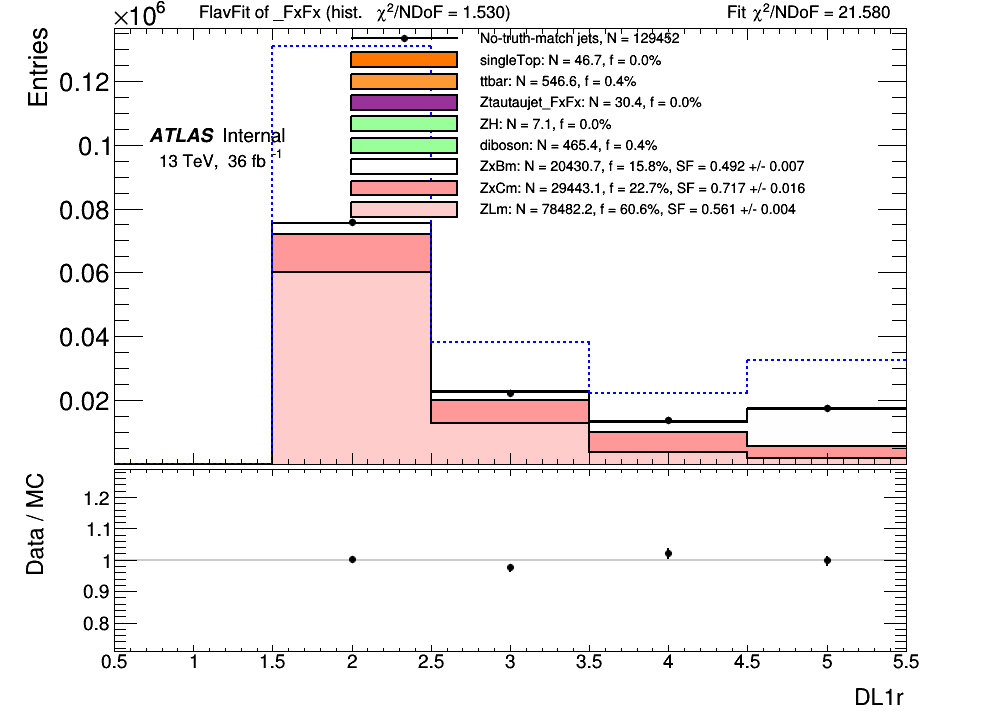 ×10⁶ FlavFit of _FxFx (hist. χ²/NDoF = 1.530) Fit χ²/NDoF = 21.580
Entries
0.12
0.1
0.08
0.06
0.04
0.02
ATLAS Internal
13 TeV, 36 fb⁻¹
No-truth-match jets, N = 129452
singleTop: N = 46.7, f = 0.0%
ttbar: N = 546.6, f = 0.4%
Ztautaujet_FxFx: N = 30.4, f = 0.0%
ZH: N = 7.1, f = 0.0%
diboson: N = 465.4, f = 0.4%
ZxBm: N = 20430.7, f = 15.8%, SF = 0.492 +/- 0.007
ZxCm: N = 29443.1, f = 22.7%, SF = 0.717 +/- 0.016
ZLm: N = 78482.2, f = 60.6%, SF = 0.561 +/- 0.004
Data / MC
1.2
1.1
1
0.9
0.8
0.5 1 1.5 2 2.5 3 3.5 4 4.5 5 5.5
DL1r